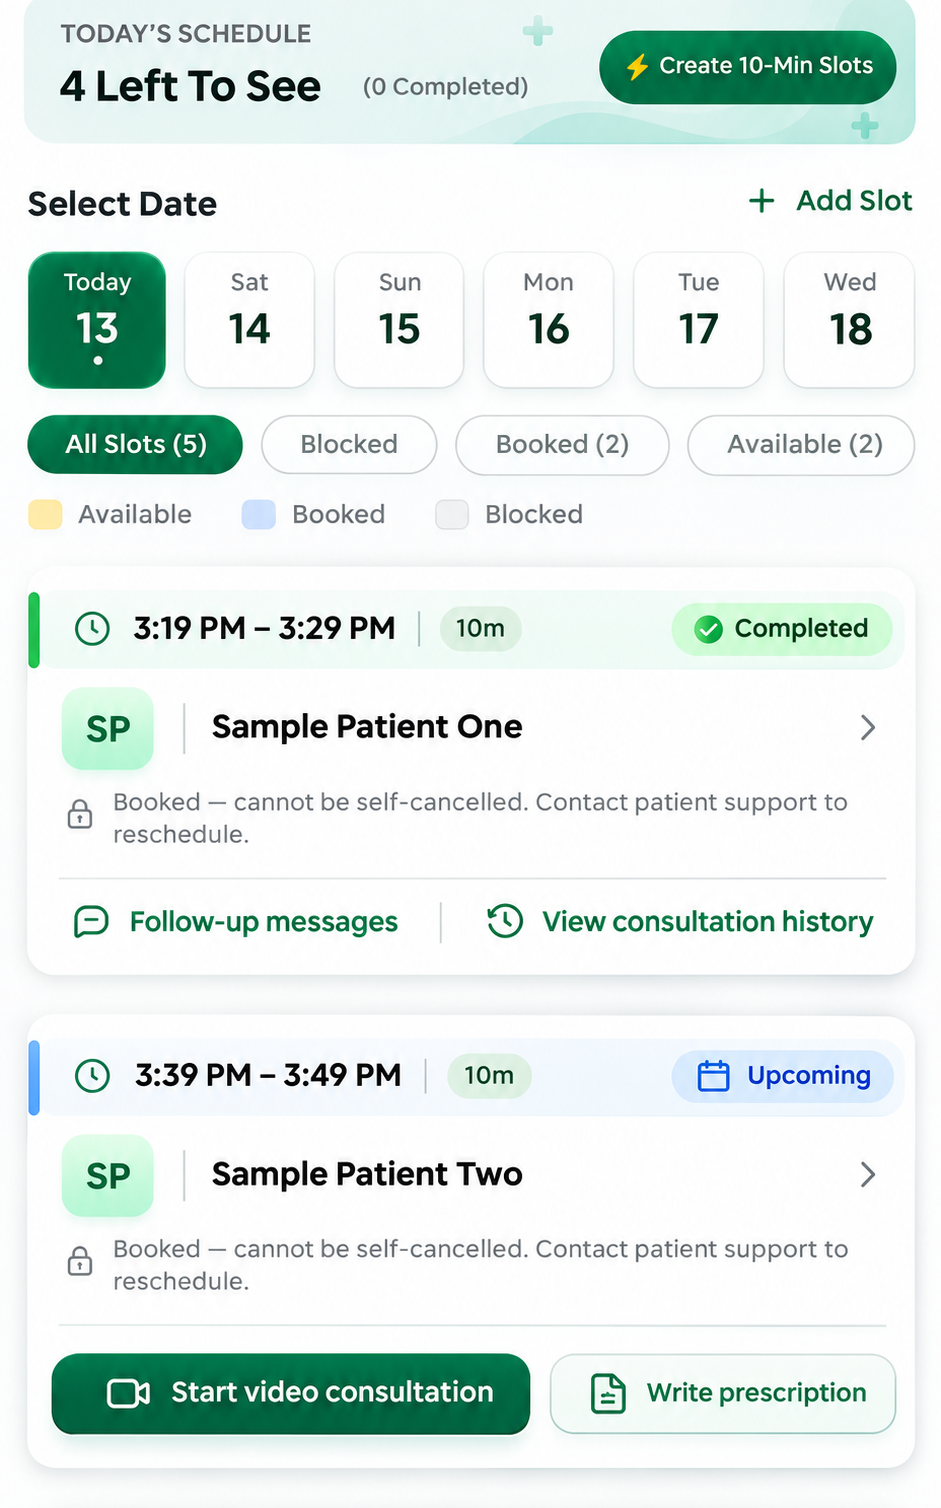 TODAY’S SCHEDULE
4 Left To See (0 Completed)
⚡ Create 10-Min Slots
Select Date
+ Add Slot
Today Sat Sun Mon Tue Wed
13 14 15 16 17 18
All Slots (5) Blocked Booked (2) Available (2)
Available Booked Blocked
3:19 PM – 3:29 PM 10m Completed
SP Sample Patient One
Booked — cannot be self-cancelled. Contact patient support to
reschedule.
Follow-up messages View consultation history
3:39 PM – 3:49 PM 10m Upcoming
SP Sample Patient Two
Booked — cannot be self-cancelled. Contact patient support to
reschedule.
Start video consultation Write prescription